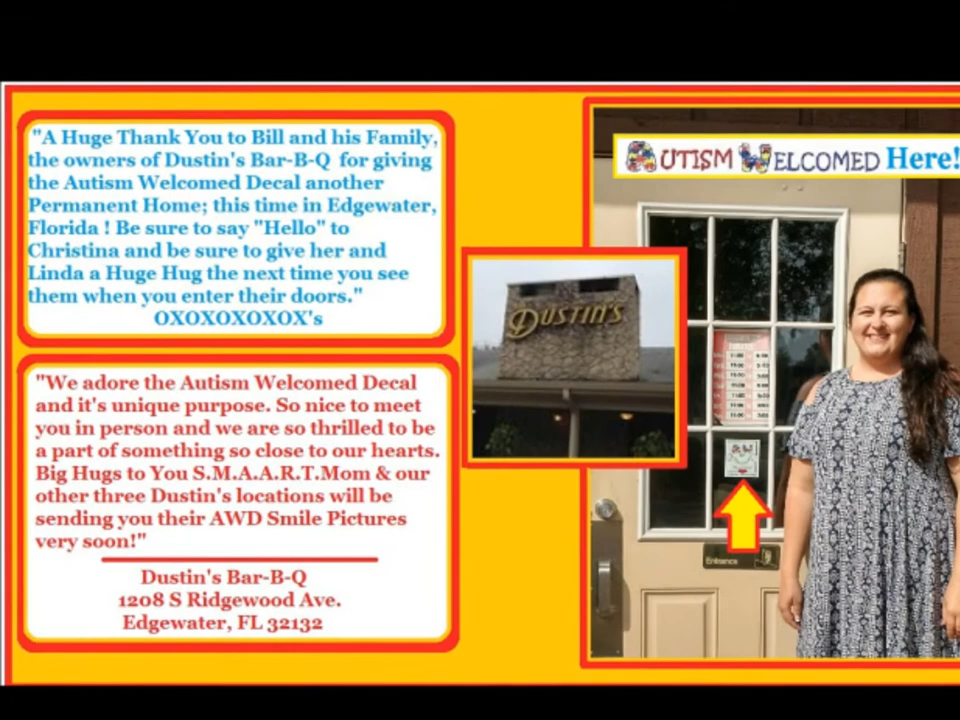 "A Huge Thank You to Bill and his Family,
the owners of Dustin's Bar-B-Q for giving
the Autism Welcomed Decal another
Permanent Home; this time in Edgewater,
Florida ! Be sure to say "Hello" to
Christina and be sure to give her and
Linda a Huge Hug the next time you see
them when you enter their doors."
OXOXOXOXOX's
"We adore the Autism Welcomed Decal
and it's unique purpose. So nice to meet
you in person and we are so thrilled to be
a part of something so close to our hearts.
Big Hugs to You S.M.A.A.R.T.Mom & our
other three Dustin's locations will be
sending you their AWD Smile Pictures
very soon!"
Dustin's Bar-B-Q
1208 S Ridgewood Ave.
Edgewater, FL 32132
DUSTIN'S
AUTISM WELCOMED Here!
Entrance